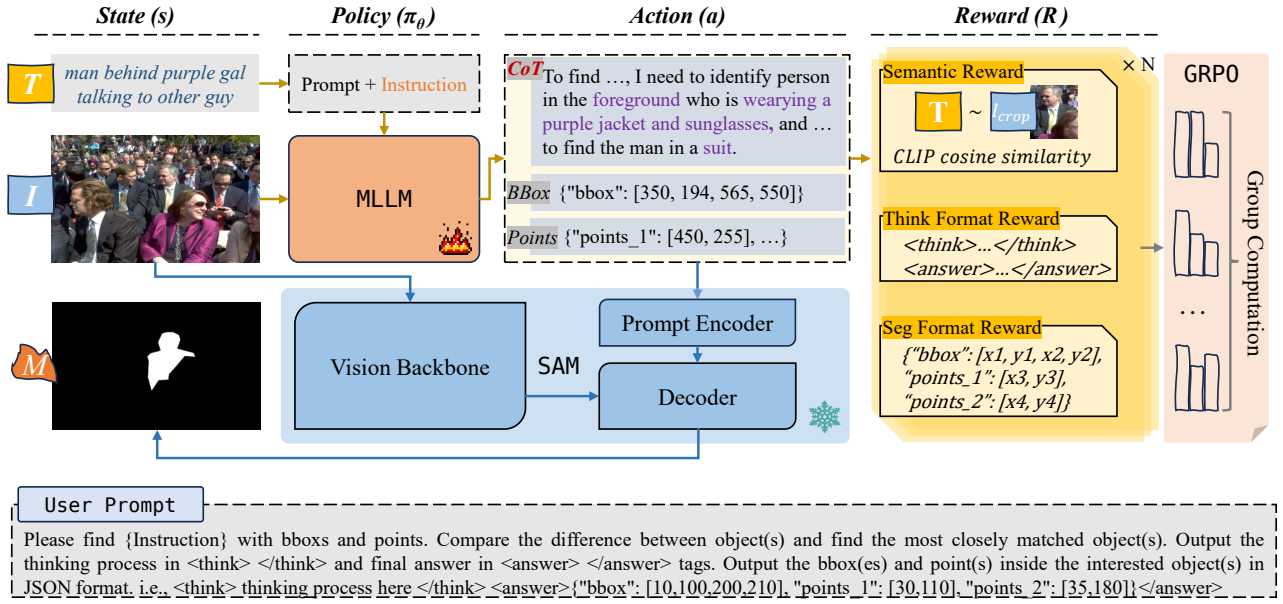 State (s)
Policy (πθ)
Action (a)
Reward (R)
T
man behind purple gal
talking to other guy
Prompt + Instruction
I
MLLM
CoT
To find …, I need to identify person
in the foreground who is wearying a
purple jacket and sunglasses, and …
to find the man in a suit.
BBox {"bbox": [350, 194, 565, 550]}
Points {"points_1": [450, 255], …}
× N
Semantic Reward
T ~ Icrop
CLIP cosine similarity
Think Format Reward
<think>...</think>
<answer>...</answer>
Seg Format Reward
{“bbox”: [x1, y1, x2, y2],
“points_1”: [x3, y3],
“points_2”: [x4, y4]}
GRPO
...
Group Computation
M
Vision Backbone
SAM
Prompt Encoder
Decoder
User Prompt
Please find {Instruction} with bboxs and points. Compare the difference between object(s) and find the most closely matched object(s). Output the
thinking process in <think> </think> and final answer in <answer> </answer> tags. Output the bbox(es) and point(s) inside the interested object(s) in
JSON format. i.e., <think> thinking process here </think> <answer>{"bbox": [10,100,200,210], "points_1": [30,110], "points_2": [35,180]}</answer>